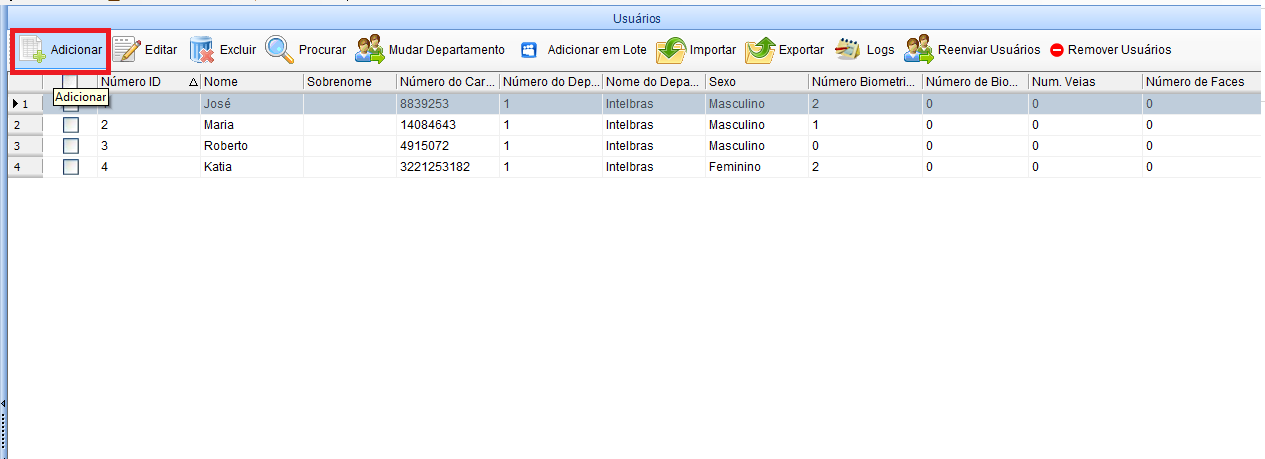 Usuários
Adicionar Editar Excluir Procurar Mudar Departamento Adicionar em Lote Importar Exportar Logs Reenviar Usuários Remover Usuários
Número ID Nome Sobrenome Número do Car... Número do Dep... Nome do Depa... Sexo Número Biometri... Número de Bio... Num. Veias Número de Faces
Adicionar
1 José 8839253 1 Intelbras Masculino 2 0 0 0
2 2 Maria 14084643 1 Intelbras Masculino 1 0 0 0
3 3 Roberto 4915072 1 Intelbras Masculino 0 0 0 0
4 4 Katia 3221253182 1 Intelbras Feminino 2 0 0 0